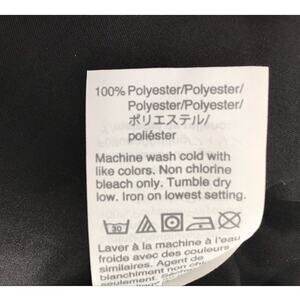 100% Polyester/Polyester/
Polyester/Polyester/
ポリエステル/
poliéster
Machine wash cold with
like colors. Non chlorine
bleach only. Tumble dry
low. Iron on lowest setting.
30
Laver à la machine à l'eau
froide avec des couleurs
similaires. Agent de
blanchiment non